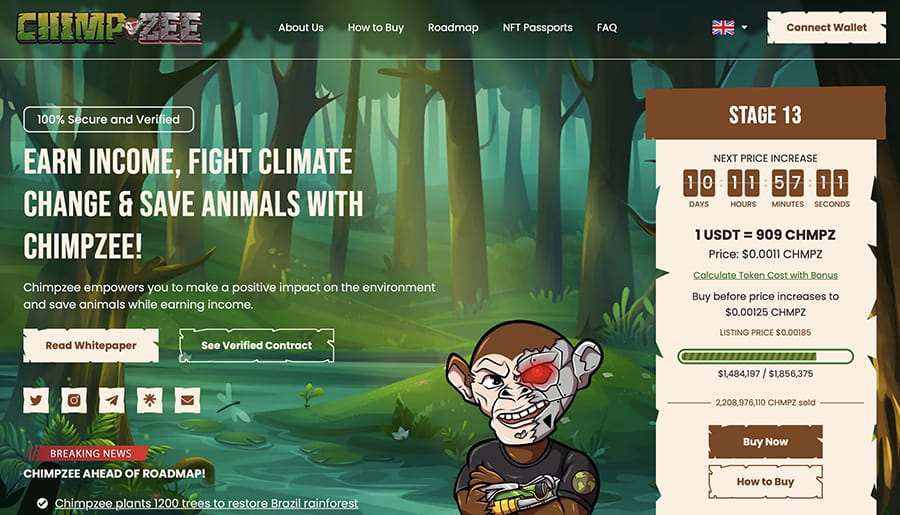 CHIMPZEE
About Us
How to Buy
Roadmap
NFT Passports
FAQ
Connect Wallet
100% Secure and Verified
EARN INCOME, FIGHT CLIMATE
CHANGE & SAVE ANIMALS WITH
CHIMPZEE!
Chimpzee empowers you to make a positive impact on the environment
and save animals while earning income.
Read Whitepaper
See Verified Contract
BREAKING NEWS
CHIMPZEE AHEAD OF ROADMAP!
Chimpzee plants 1200 trees to restore Brazil rainforest
STAGE 13
NEXT PRICE INCREASE
10 : 11 : 57 : 11
DAYS HOURS MINUTES SECONDS
1 USDT = 909 CHMPZ
Price: $0.0011 CHMPZ
Calculate Token Cost with Bonus
Buy before price increases to
$0.00125 CHMPZ
LISTING PRICE $0.00185
$1,484,197 / $1,856,375
2,208,976,110 CHMPZ sold
Buy Now
How to Buy